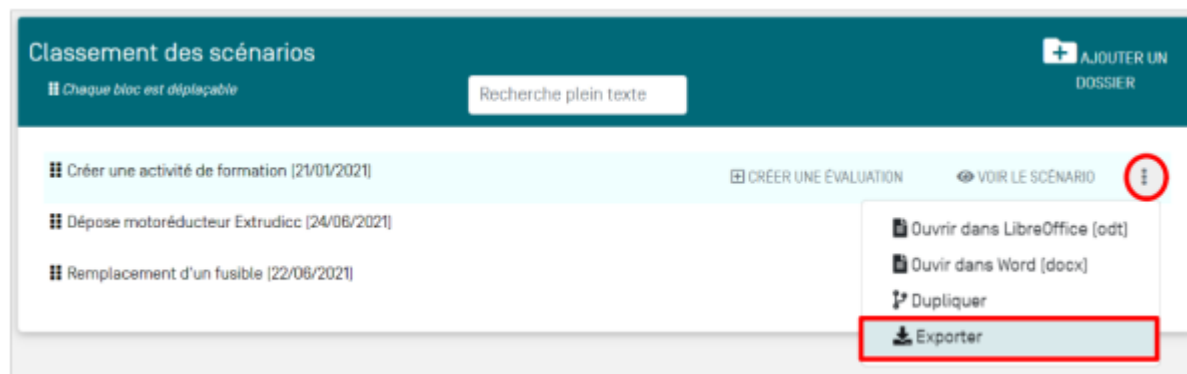 Classement des scénarios
AJOUTER UN
DOSSIER
Chaque bloc est déplaçable
Recherche plein texte
Créer une activité de formation (21/01/2021)
CRÉER UNE ÉVALUATION
VOIR LE SCÉNARIO
Dépose motoréducteur Extrudicc (24/06/2021)
Ouvrir dans LibreOffice (odt)
Remplacement d'un fusible (22/06/2021)
Ouvir dans Word (docx)
Dupliquer
Exporter